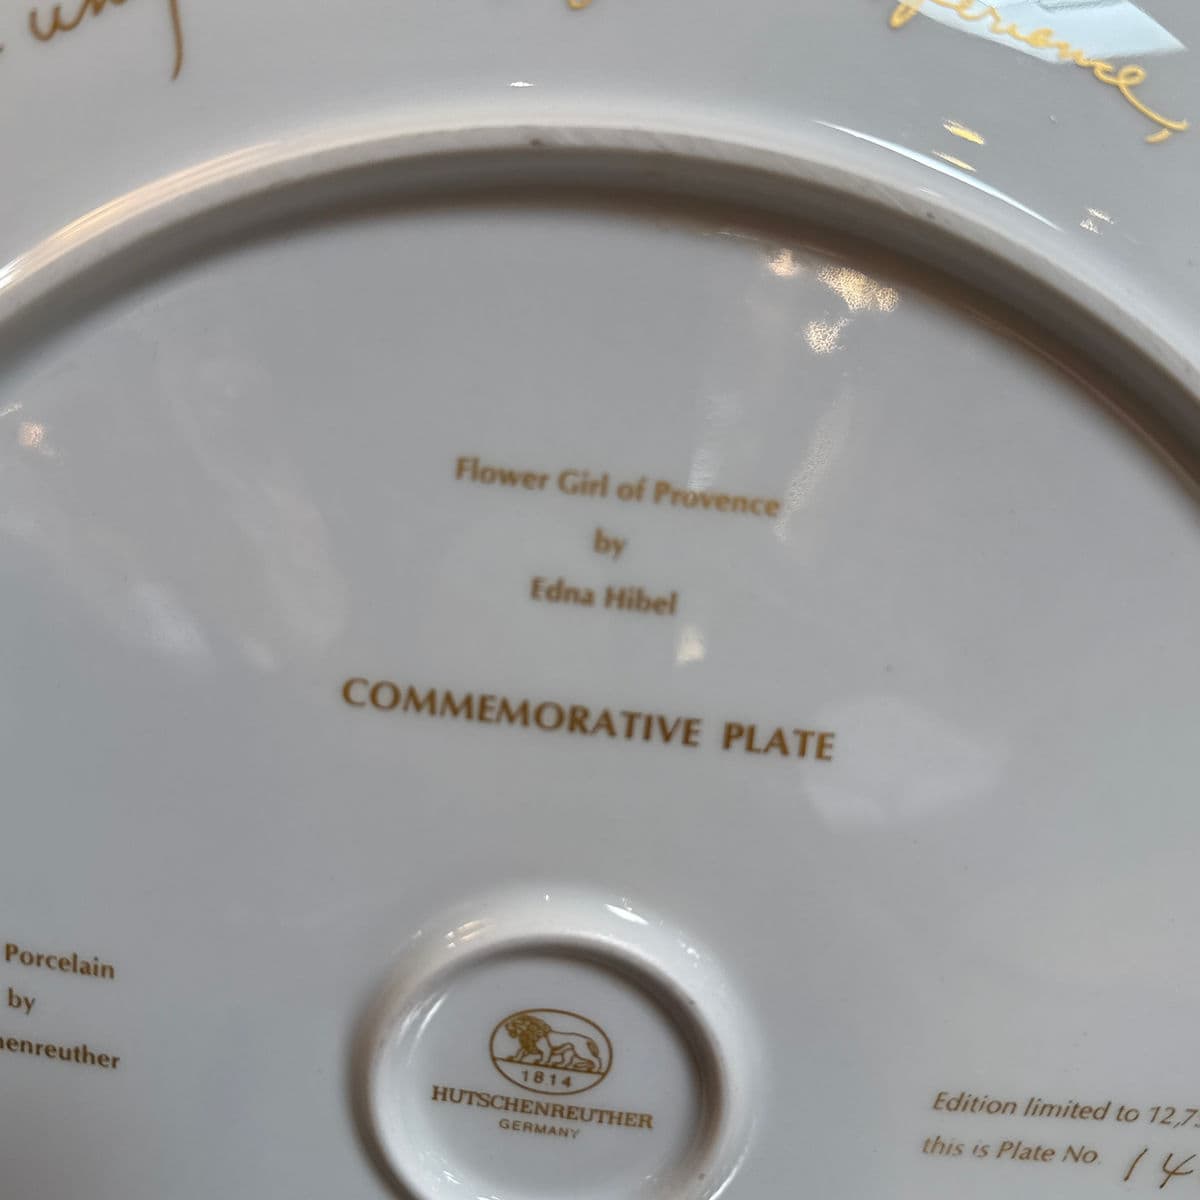 Flower Girl of Provence
by
Edna Hibel
COMMEMORATIVE PLATE
Porcelain
by
enreuther
1814
HUTSCHENREUTHER
GERMANY
Edition limited to 12,7
this is Plate No. 14